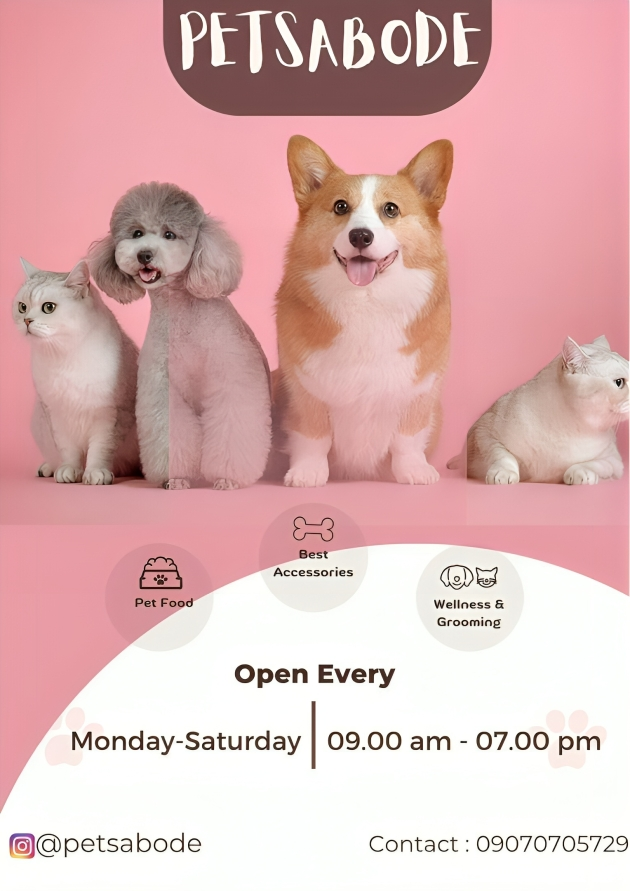 PETSABODE
Best
Accessories
Pet Food
Wellness &
Grooming
Open Every
Monday-Saturday | 09.00 am - 07.00 pm
@petsabode
Contact : 09070705729